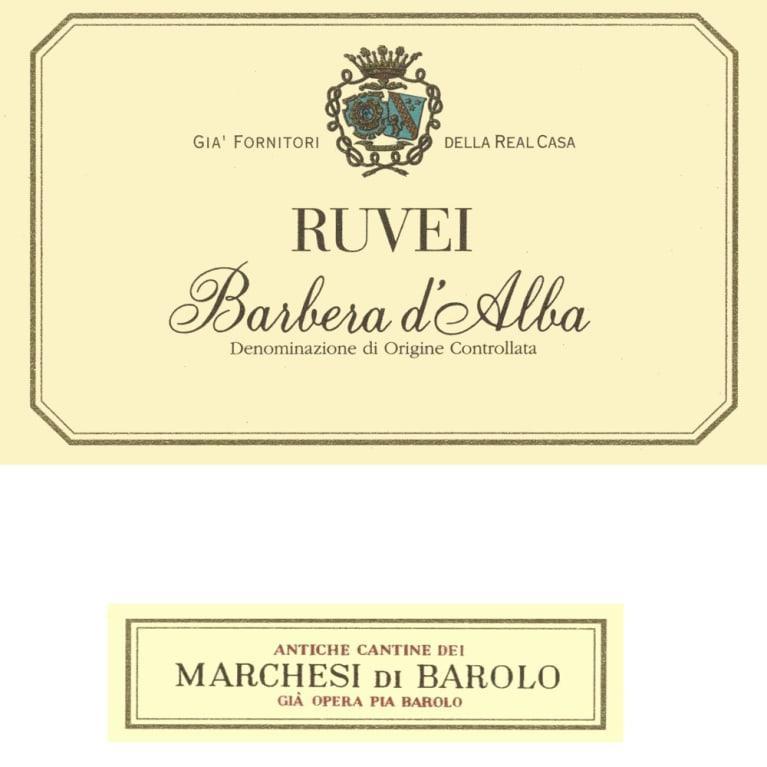 GIA' FORNITORI DELLA REAL CASA
RUVEI
Barbera d'Alba
Denominazione di Origine Controllata
ANTICHE CANTINE DEI
MARCHESI DI BAROLO
GIÀ OPERA PIA BAROLO